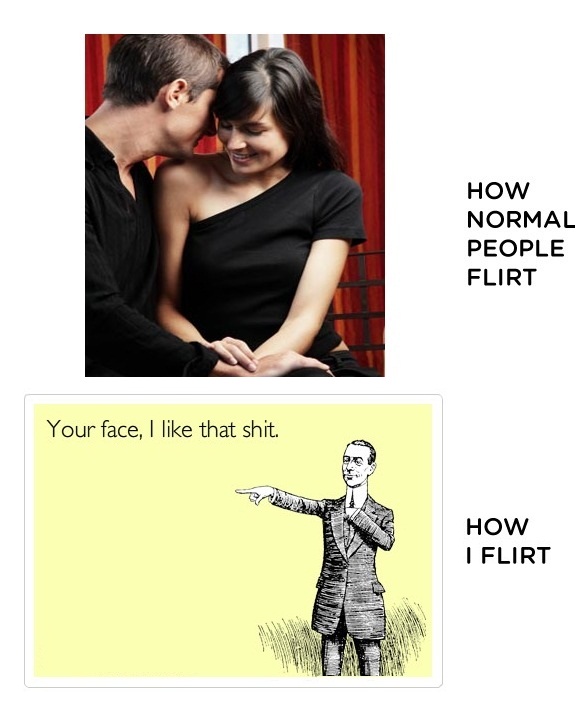 HOW
NORMAL
PEOPLE
FLIRT
Your face, I like that shit.
HOW
I FLIRT